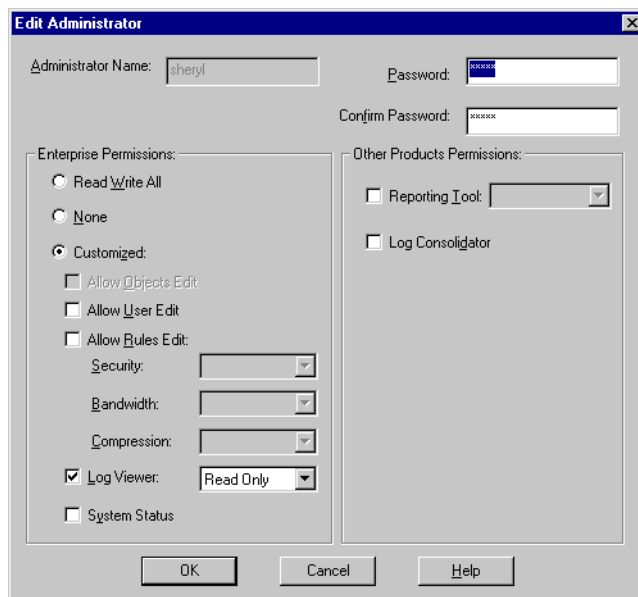 Edit Administrator
Administrator Name: sheryl
Password: *****
Confirm Password: *****
Enterprise Permissions:
Read Write All
None
Customized:
Allow Objects Edit
Allow User Edit
Allow Rules Edit:
Security:
Bandwidth:
Compression:
Log Viewer: Read Only
System Status
Other Products Permissions:
Reporting Tool:
Log Consolidator
OK Cancel Help